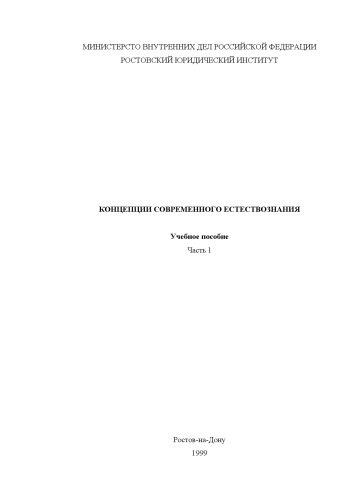 МИНИСТЕРСТО ВНУТРЕННИХ ДЕЛ РОССИЙСКОЙ ФЕДЕРАЦИИ
РОСТОВСКИЙ ЮРИДИЧЕСКИЙ ИНСТИТУТ
КОНЦЕПЦИИ СОВРЕМЕННОГО ЕСТЕСТВОЗНАНИЯ
Учебное пособие
Часть 1
Ростов-на-Дону
1999